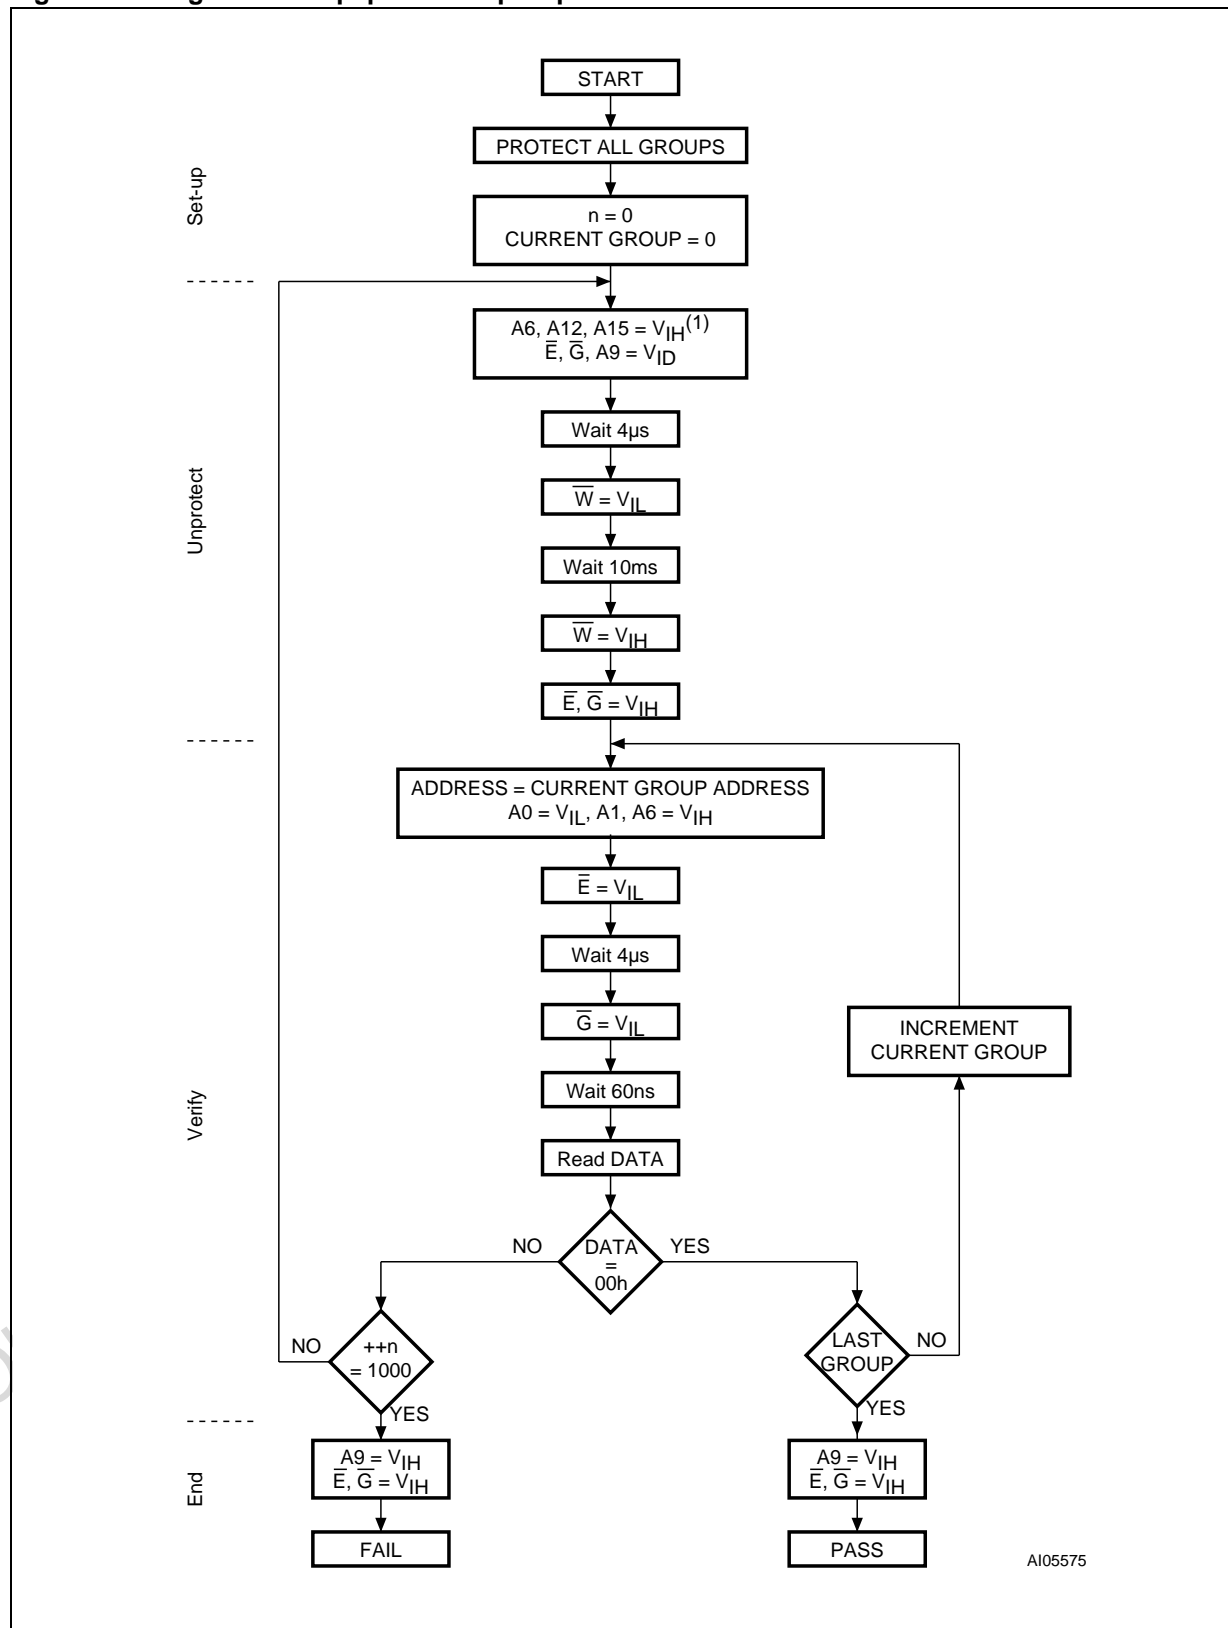 START
PROTECT ALL GROUPS
Set-up
n = 0
CURRENT GROUP = 0
A6, A12, A15 = VIH(1)
E̅, G̅, A9 = VID
Wait 4µs
Unprotect
W̅ = VIL
Wait 10ms
W̅ = VIH
E̅, G̅ = VIH
ADDRESS = CURRENT GROUP ADDRESS
A0 = VIL, A1, A6 = VIH
E̅ = VIL
Wait 4µs
G̅ = VIL
INCREMENT
CURRENT GROUP
Wait 60ns
Verify
Read DATA
NO
DATA
=
00h
YES
NO
++n
= 1000
LAST
GROUP
NO
YES
YES
End
A9 = VIH
E̅, G̅ = VIH
A9 = VIH
E̅, G̅ = VIH
FAIL
PASS
AI05575